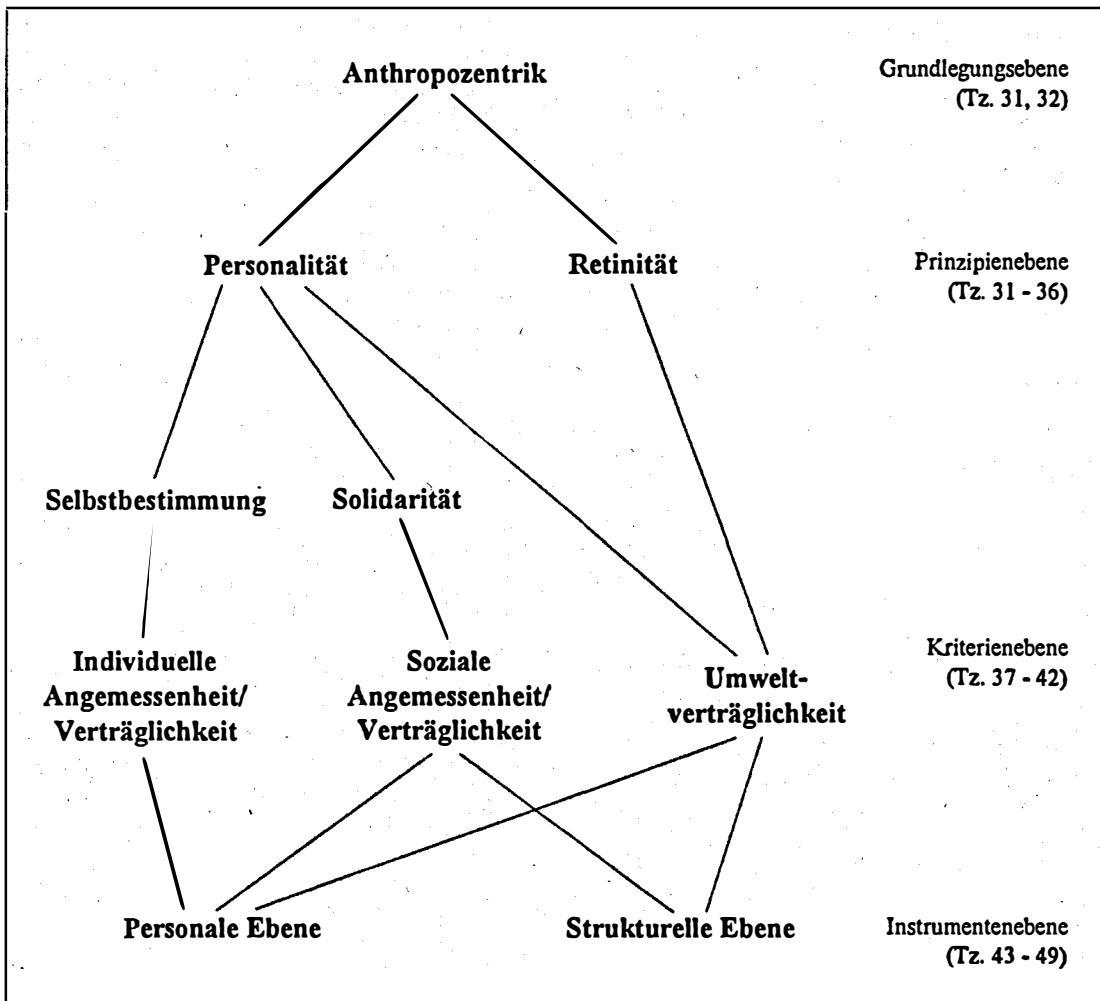 Anthropozentrik
Grundlegungsebene
(Tz. 31, 32)
Personalität
Retinität
Prinzipienebene
(Tz. 31 - 36)
Selbstbestimmung
Solidarität
Individuelle
Angemessenheit/
Verträglichkeit
Soziale
Angemessenheit/
Verträglichkeit
Umwelt-
verträglichkeit
Kriterienebene
(Tz. 37 - 42)
Personale Ebene
Strukturelle Ebene
Instrumentenebene
(Tz. 43 - 49)